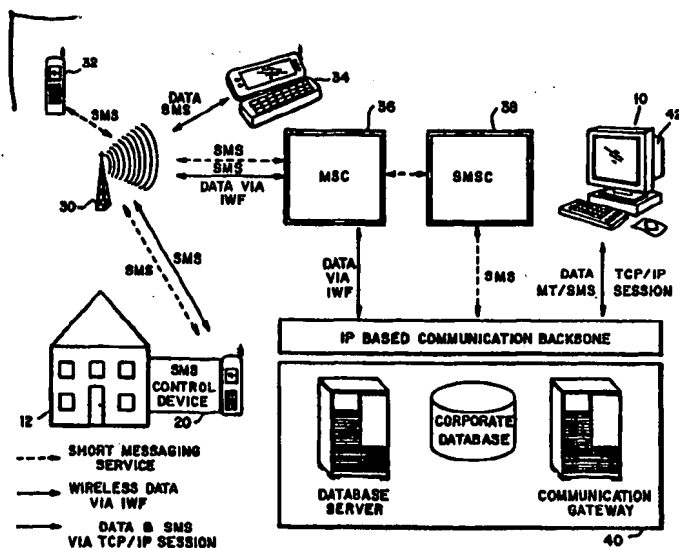 32
34
SMS
DATA
SMS
36
38
10
42
SMS
SMS
DATA VIA
IWF
MSC
SMSC
30
SMS
SMS
DATA
VIA
IWF
SMS
DATA
MT/SMS
TCP/IP
SESSION
IP BASED COMMUNICATION BACKBONE
SMS
CONTROL
DEVICE
12
20
CORPORATE
DATABASE
SHORT MESSAGING
SERVICE
WIRELESS DATA
VIA IWF
DATA & SMS
VIA TCP/IP SESSION
DATABASE
SERVER
COMMUNICATION
GATEWAY
40